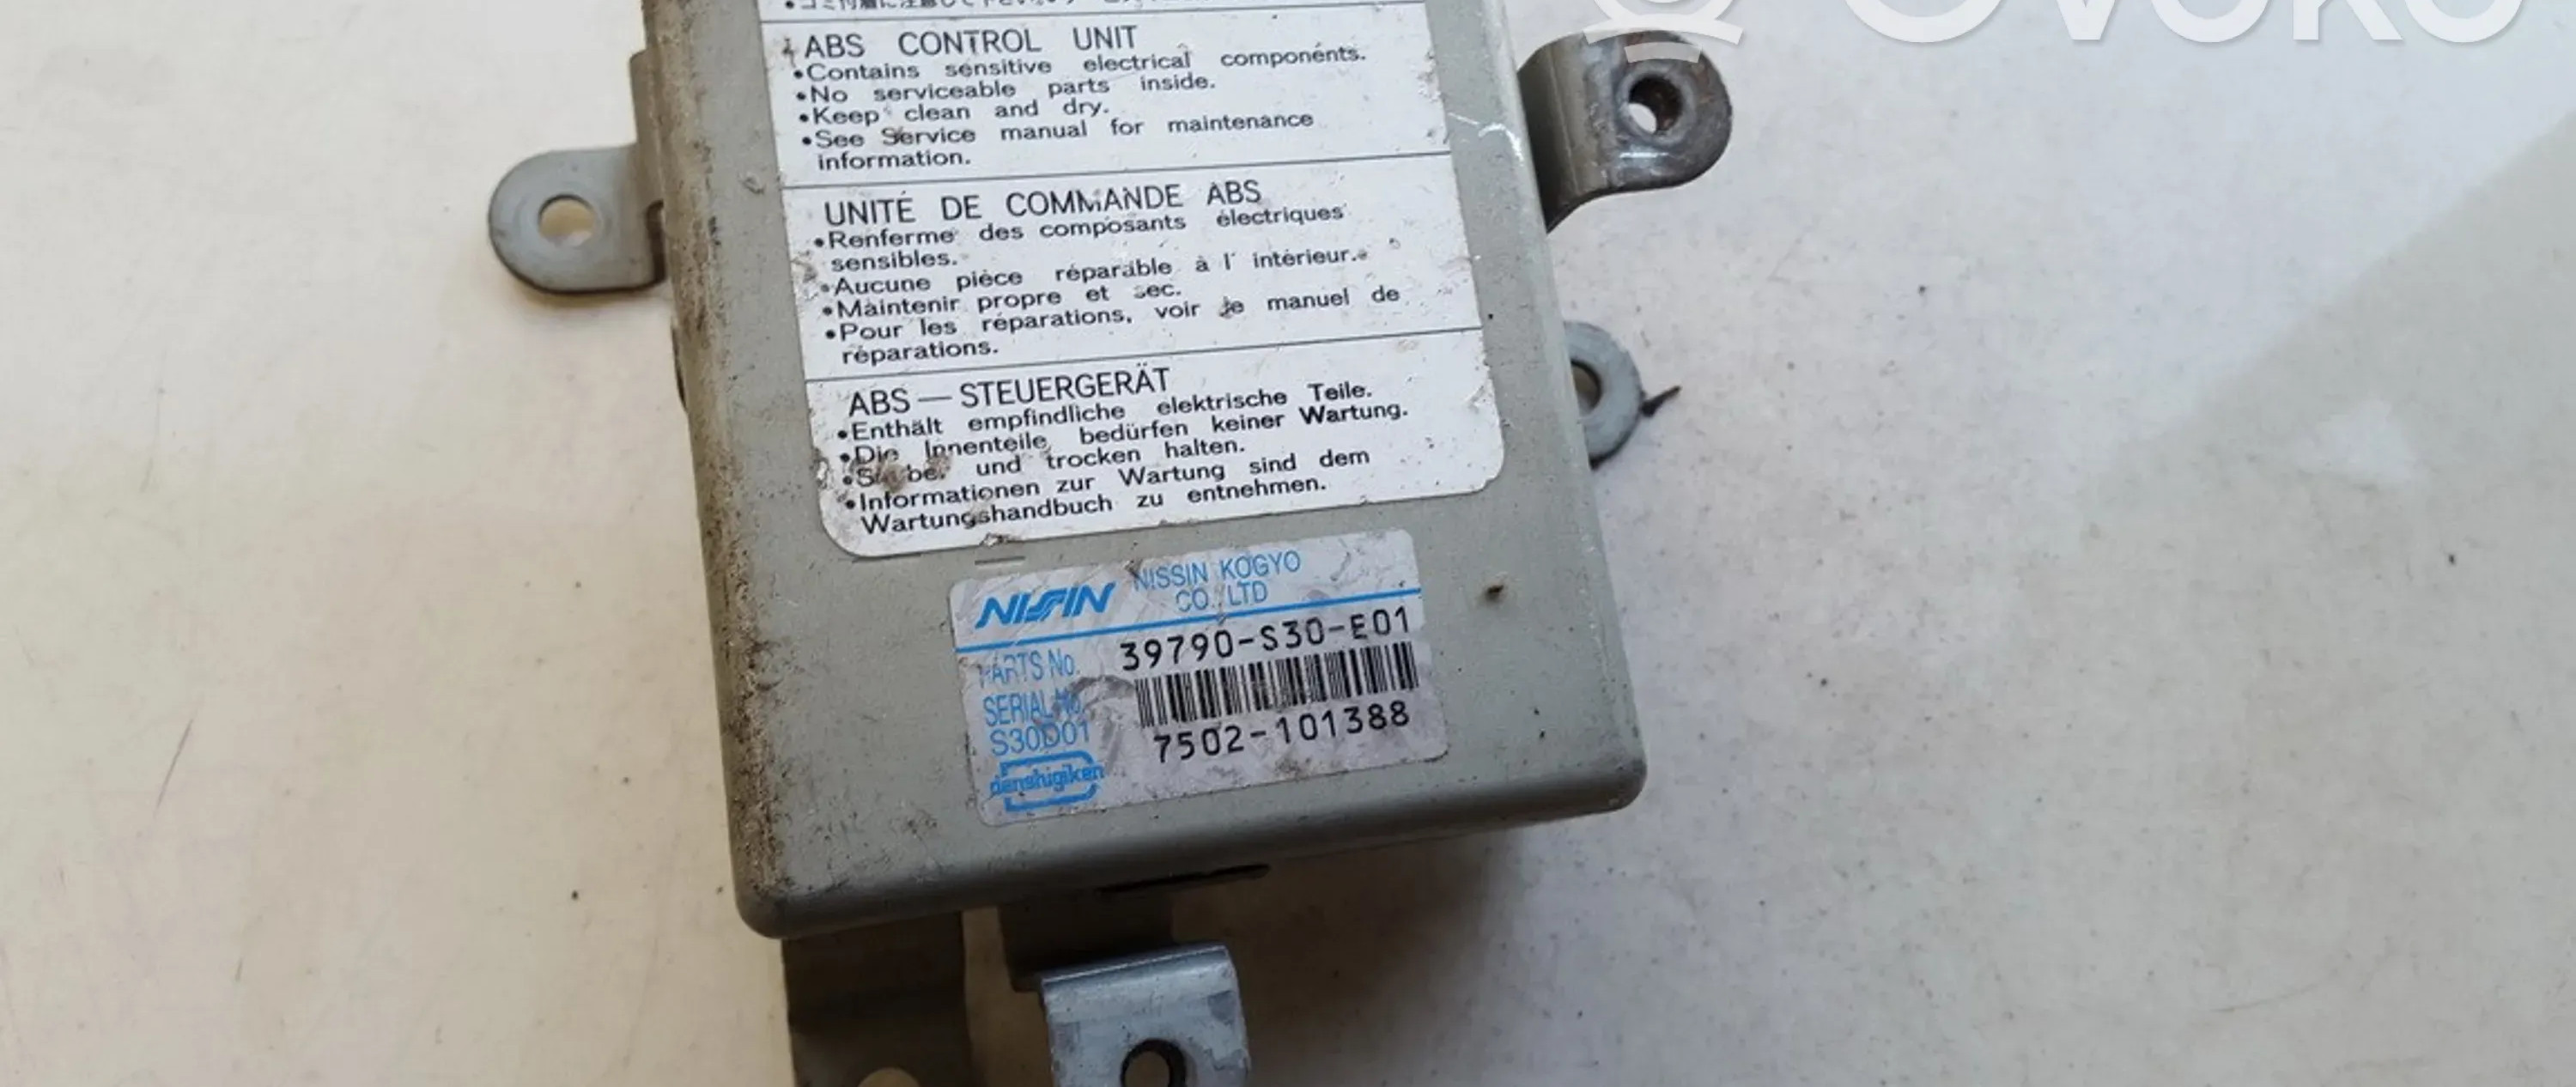 ABS CONTROL UNIT
•Contains sensitive electrical components.
•No serviceable parts inside.
•Keep clean and dry.
•See Service manual for maintenance
information.
UNITÉ DE COMMANDE ABS
•Renferme des composants électriques
sensibles.
•Aucune pièce réparable à l'intérieur.
•Maintenir propre et sec.
•Pour les réparations, voir le manuel de
réparations.
ABS — STEUERGERÄT
•Enthält empfindliche elektrische Teile.
•Die Innenteile bedürfen keiner Wartung.
und trocken halten.
•Informationen zur Wartung sind dem
Wartungshandbuch zu entnehmen.
NISSIN NISSIN KOGYO
CO.,LTD
PARTS No. 39790-S30-E01
SERIAL No.
S30D01 7502-101388
denshigiken
OVOKO